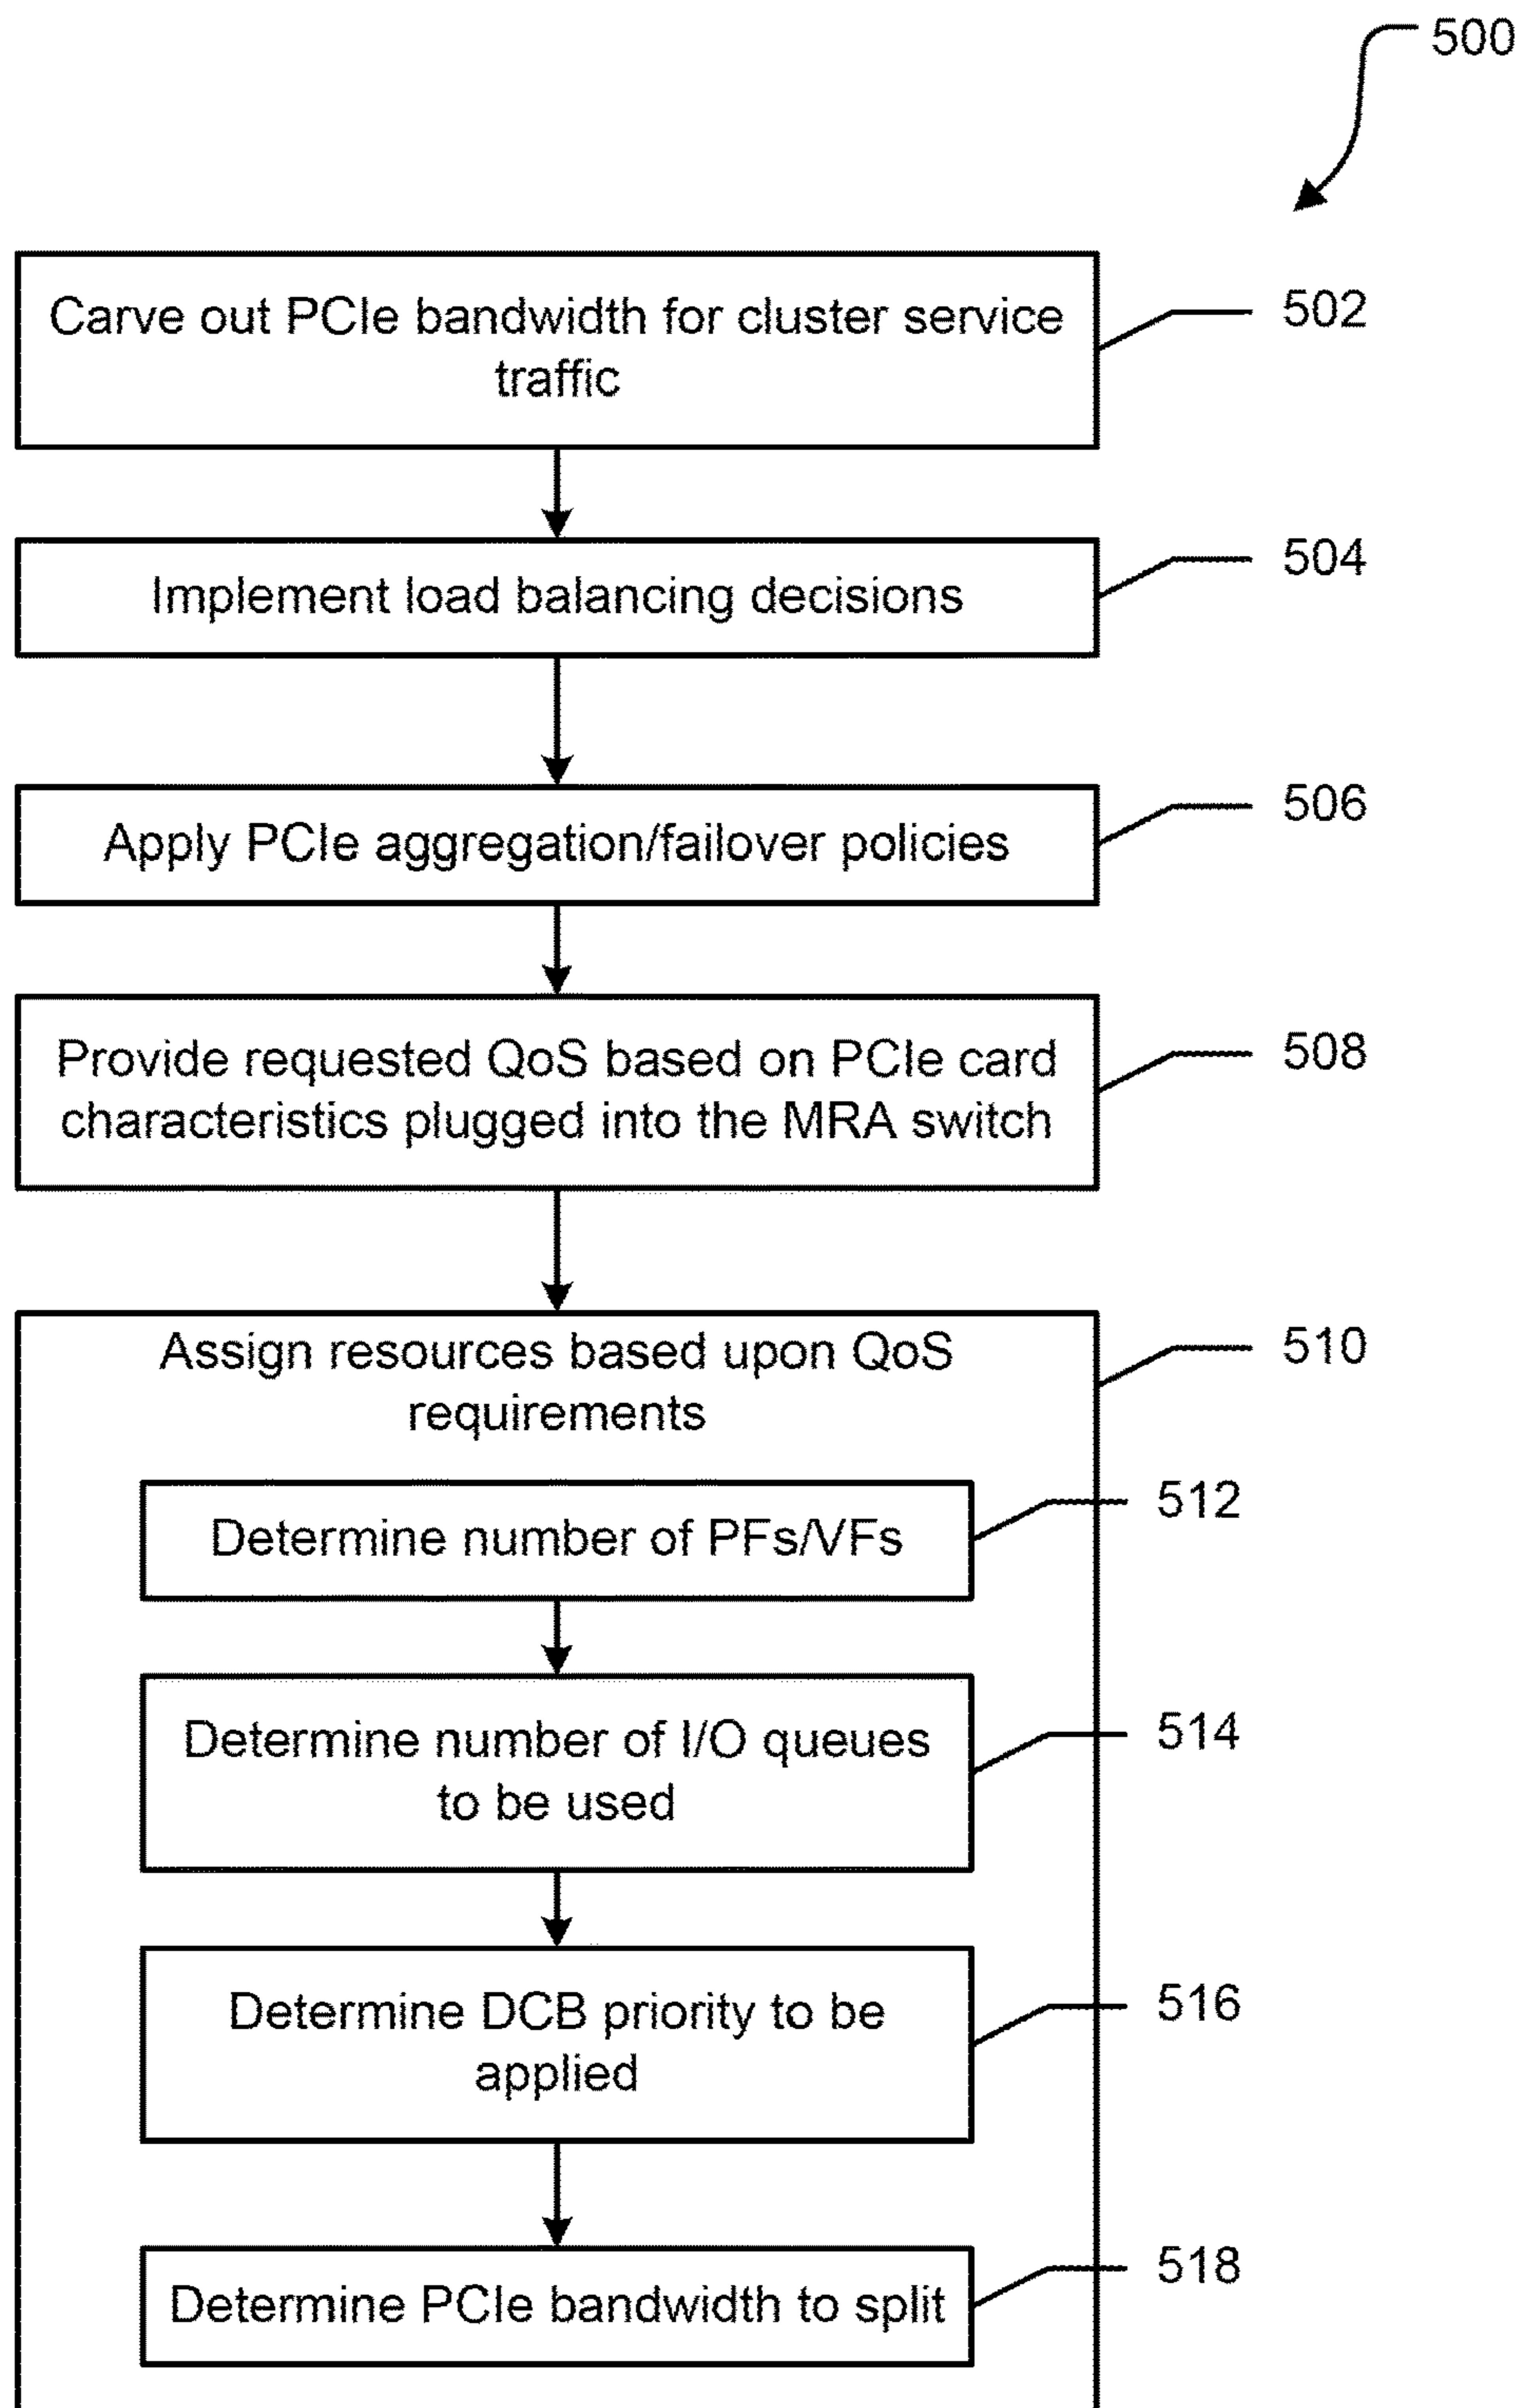 500
Carve out PCIe bandwidth for cluster service
traffic
502
Implement load balancing decisions
504
Apply PCIe aggregation/failover policies
506
Provide requested QoS based on PCIe card
characteristics plugged into the MRA switch
508
Assign resources based upon QoS
requirements
510
Determine number of PFs/VFs
512
Determine number of I/O queues
to be used
514
Determine DCB priority to be
applied
516
Determine PCIe bandwidth to split
518